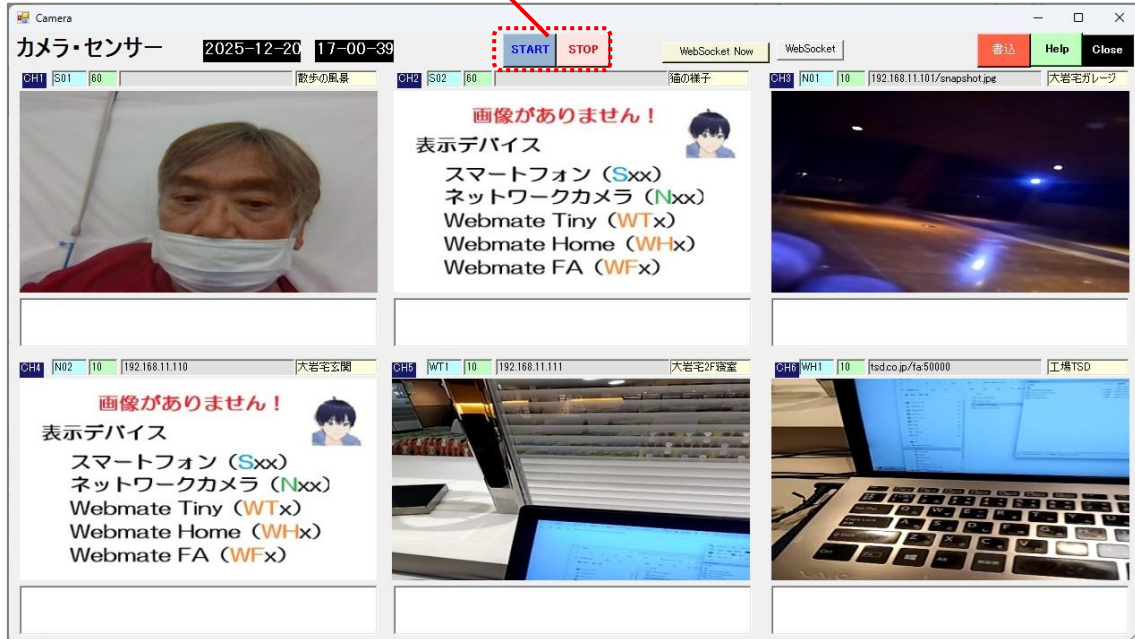 Camera
カメラ・センサー 2025-12-20 17-00-39 START STOP WebSocket Now WebSocket 書込 Help Close
CH1 S01 60 散歩の風景
CH2 S02 60 猫の様子
CH3 N01 10 192.168.11.101/snapshot.jpg 大岩宅ガレージ
画像がありません！
表示デバイス
スマートフォン（Sxx）
ネットワークカメラ（Nxx）
Webmate Tiny（WTx）
Webmate Home（WHx）
Webmate FA（WFx）
CH4 N02 10 192.168.11.110 大岩宅玄関
CH5 WT1 10 192.168.11.111 大岩宅2F寝室
CH6 WH1 10 tsd.co.jp/fa:50000 工場TSD
画像がありません！
表示デバイス
スマートフォン（Sxx）
ネットワークカメラ（Nxx）
Webmate Tiny（WTx）
Webmate Home（WHx）
Webmate FA（WFx）